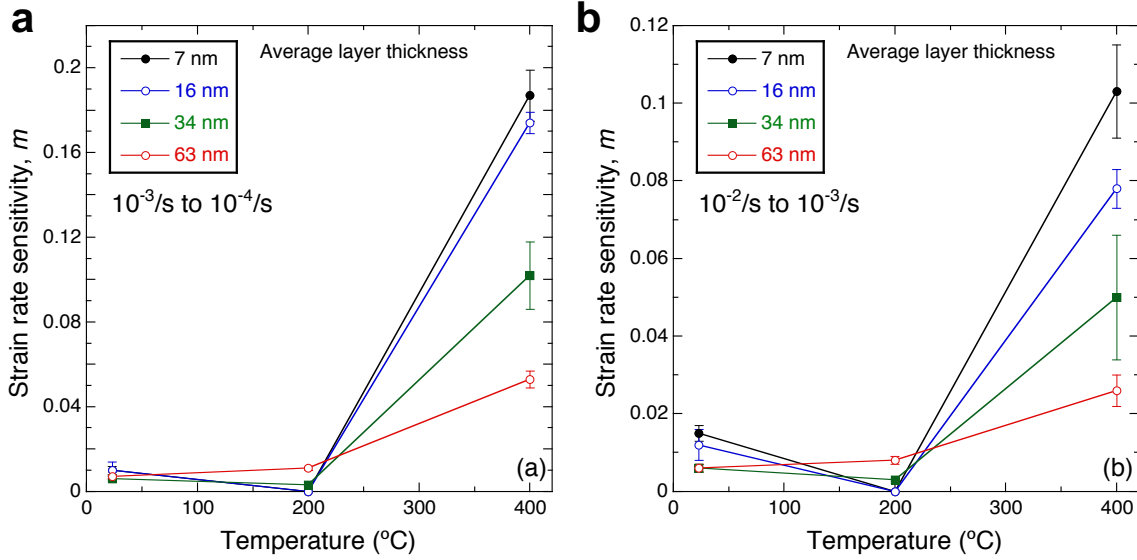 a
Average layer thickness
7 nm
16 nm
34 nm
63 nm
10⁻³/s to 10⁻⁴/s
Strain rate sensitivity, m
0.2
0.16
0.12
0.08
0.04
0
(a)
0 100 200 300 400
Temperature (ºC)
b
Average layer thickness
7 nm
16 nm
34 nm
63 nm
10⁻²/s to 10⁻³/s
Strain rate sensitivity, m
0.12
0.1
0.08
0.06
0.04
0.02
0
(b)
0 100 200 300 400
Temperature (ºC)